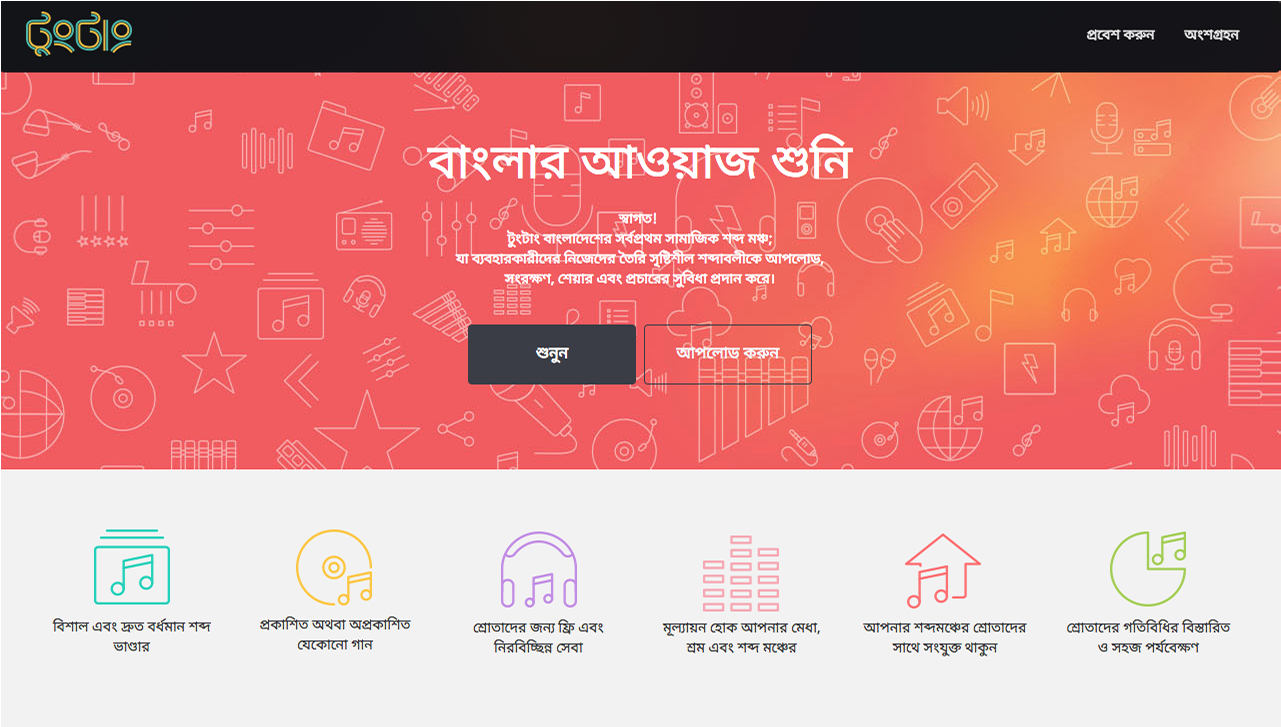 টুংটাং
প্রবেশ করুন
অংশগ্রহন
বাংলার আওয়াজ শুনি
স্বাগত!
টুংটাং বাংলাদেশের সর্বপ্রথম সামাজিক শব্দ মঞ্চ;
যা ব্যবহারকারীদের নিজেদের তৈরি সৃষ্টিশীল শব্দাবলীকে আপলোড,
সংরক্ষণ, শেয়ার এবং প্রচারের সুবিধা প্রদান করে।
শুনুন
আপলোড করুন
বিশাল এবং দ্রুত বর্ধমান শব্দ
ভাণ্ডার
প্রকাশিত অথবা অপ্রকাশিত
যেকোনো গান
শ্রোতাদের জন্য ফ্রি এবং
নিরবিচ্ছিন্ন সেবা
মূল্যায়ন হোক আপনার মেধা,
শ্রম এবং শব্দ মঞ্চের
আপনার শব্দমঞ্চের শ্রোতাদের
সাথে সংযুক্ত থাকুন
শ্রোতাদের গতিবিধির বিস্তারিত
ও সহজ পর্যবেক্ষণ